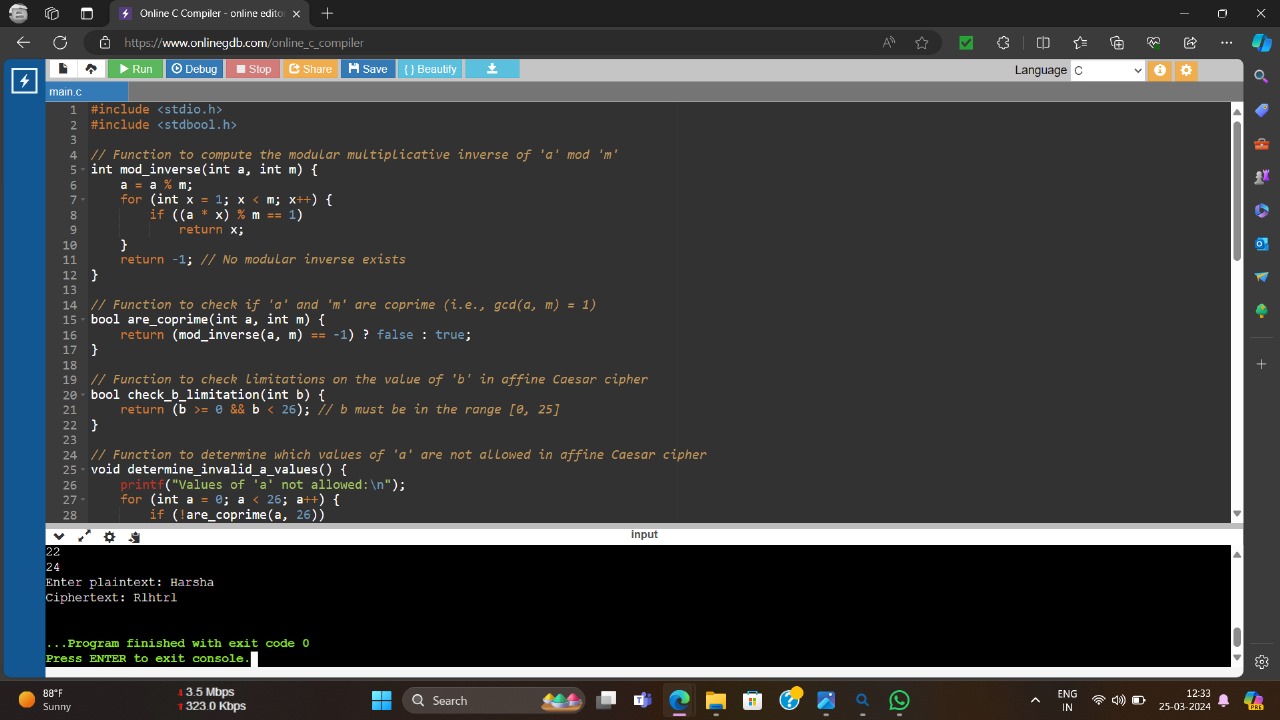 Online C Compiler - online edito
https://www.onlinegdb.com/online_c_compiler
Run Debug Stop Share Save { } Beautify Language C
main.c
1 #include <stdio.h>
2 #include <stdbool.h>
3
4 // Function to compute the modular multiplicative inverse of 'a' mod 'm'
5 int mod_inverse(int a, int m) {
6 a = a % m;
7 for (int x = 1; x < m; x++) {
8 if ((a * x) % m == 1)
9 return x;
10 }
11 return -1; // No modular inverse exists
12 }
13
14 // Function to check if 'a' and 'm' are coprime (i.e., gcd(a, m) = 1)
15 bool are_coprime(int a, int m) {
16 return (mod_inverse(a, m) == -1) ? false : true;
17 }
18
19 // Function to check limitations on the value of 'b' in affine Caesar cipher
20 bool check_b_limitation(int b) {
21 return (b >= 0 && b < 26); // b must be in the range [0, 25]
22 }
23
24 // Function to determine which values of 'a' are not allowed in affine Caesar cipher
25 void determine_invalid_a_values() {
26 printf("Values of 'a' not allowed:\n");
27 for (int a = 0; a < 26; a++) {
28 if (!are_coprime(a, 26))
input
22
24
Enter plaintext: Harsha
Ciphertext: Rlhtrl
...Program finished with exit code 0
Press ENTER to exit console.
88°F
Sunny
3.5 Mbps
323.0 Kbps
Search
ENG
IN
12:33
25-03-2024